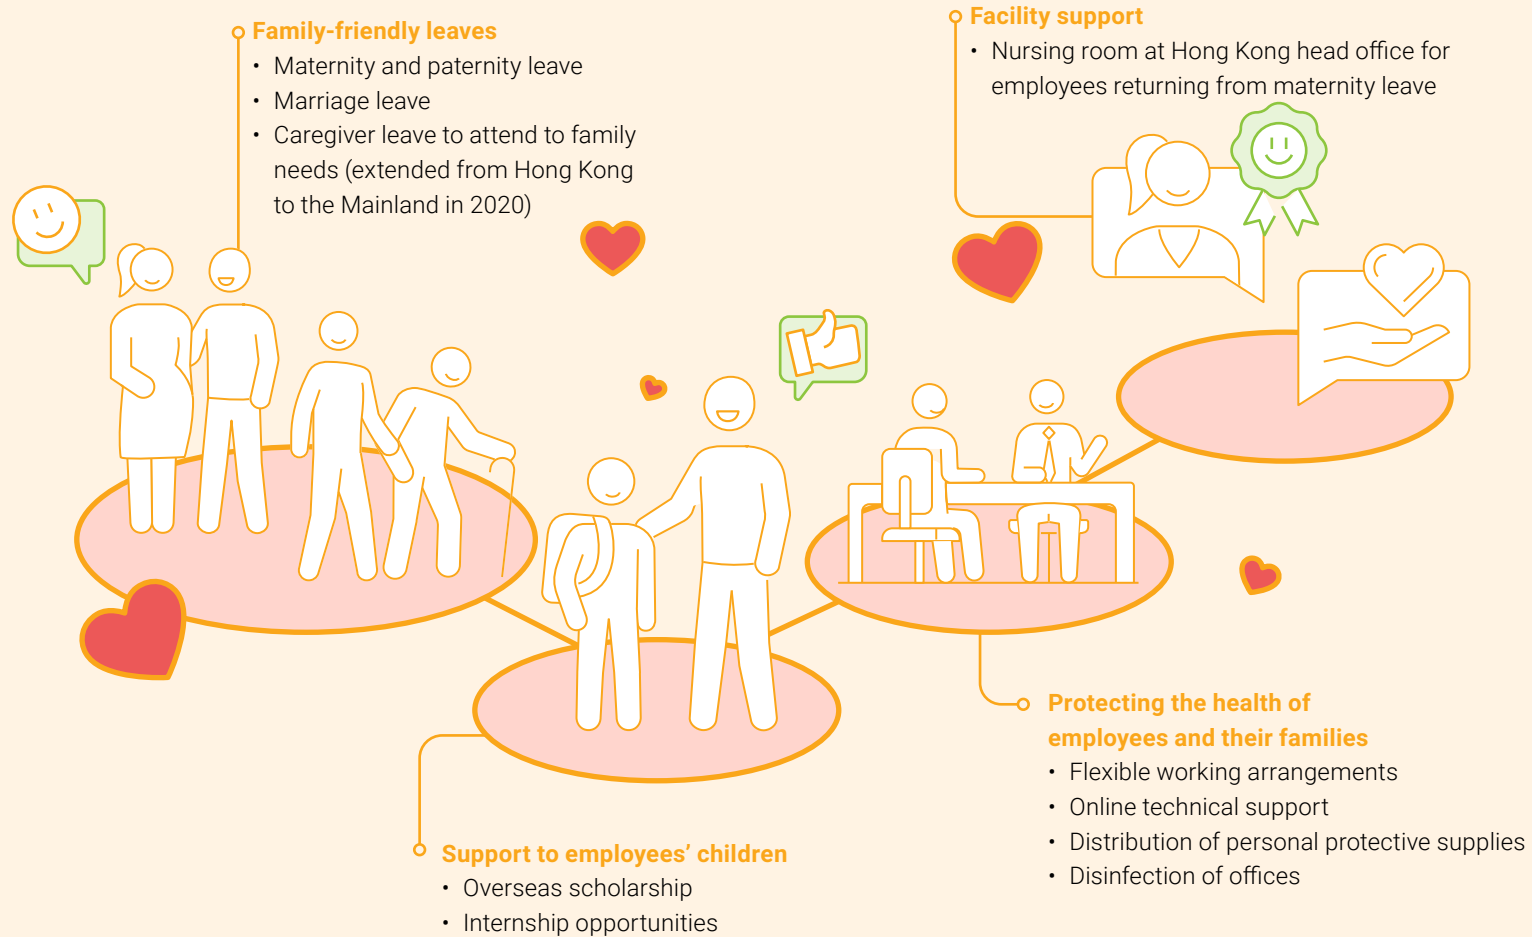 Family-friendly leaves
• Maternity and paternity leave
• Marriage leave
• Caregiver leave to attend to family
needs (extended from Hong Kong
to the Mainland in 2020)
Facility support
• Nursing room at Hong Kong head office for
employees returning from maternity leave
Support to employees’ children
• Overseas scholarship
• Internship opportunities
Protecting the health of
employees and their families
• Flexible working arrangements
• Online technical support
• Distribution of personal protective supplies
• Disinfection of offices